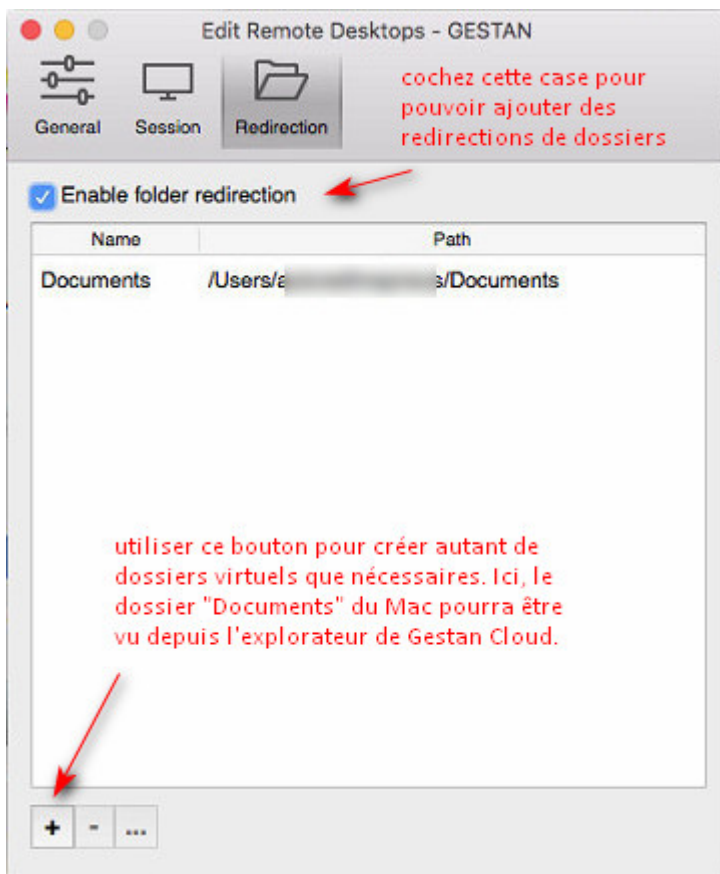 Edit Remote Desktops - GESTAN
General Session Redirection
cochez cette case pour
pouvoir ajouter des
redirections de dossiers
Enable folder redirection
Name Path
Documents /Users/a s/Documents
utiliser ce bouton pour créer autant de
dossiers virtuels que nécessaires. Ici, le
dossier "Documents" du Mac pourra être
vu depuis l'explorateur de Gestan Cloud.
+ - ...